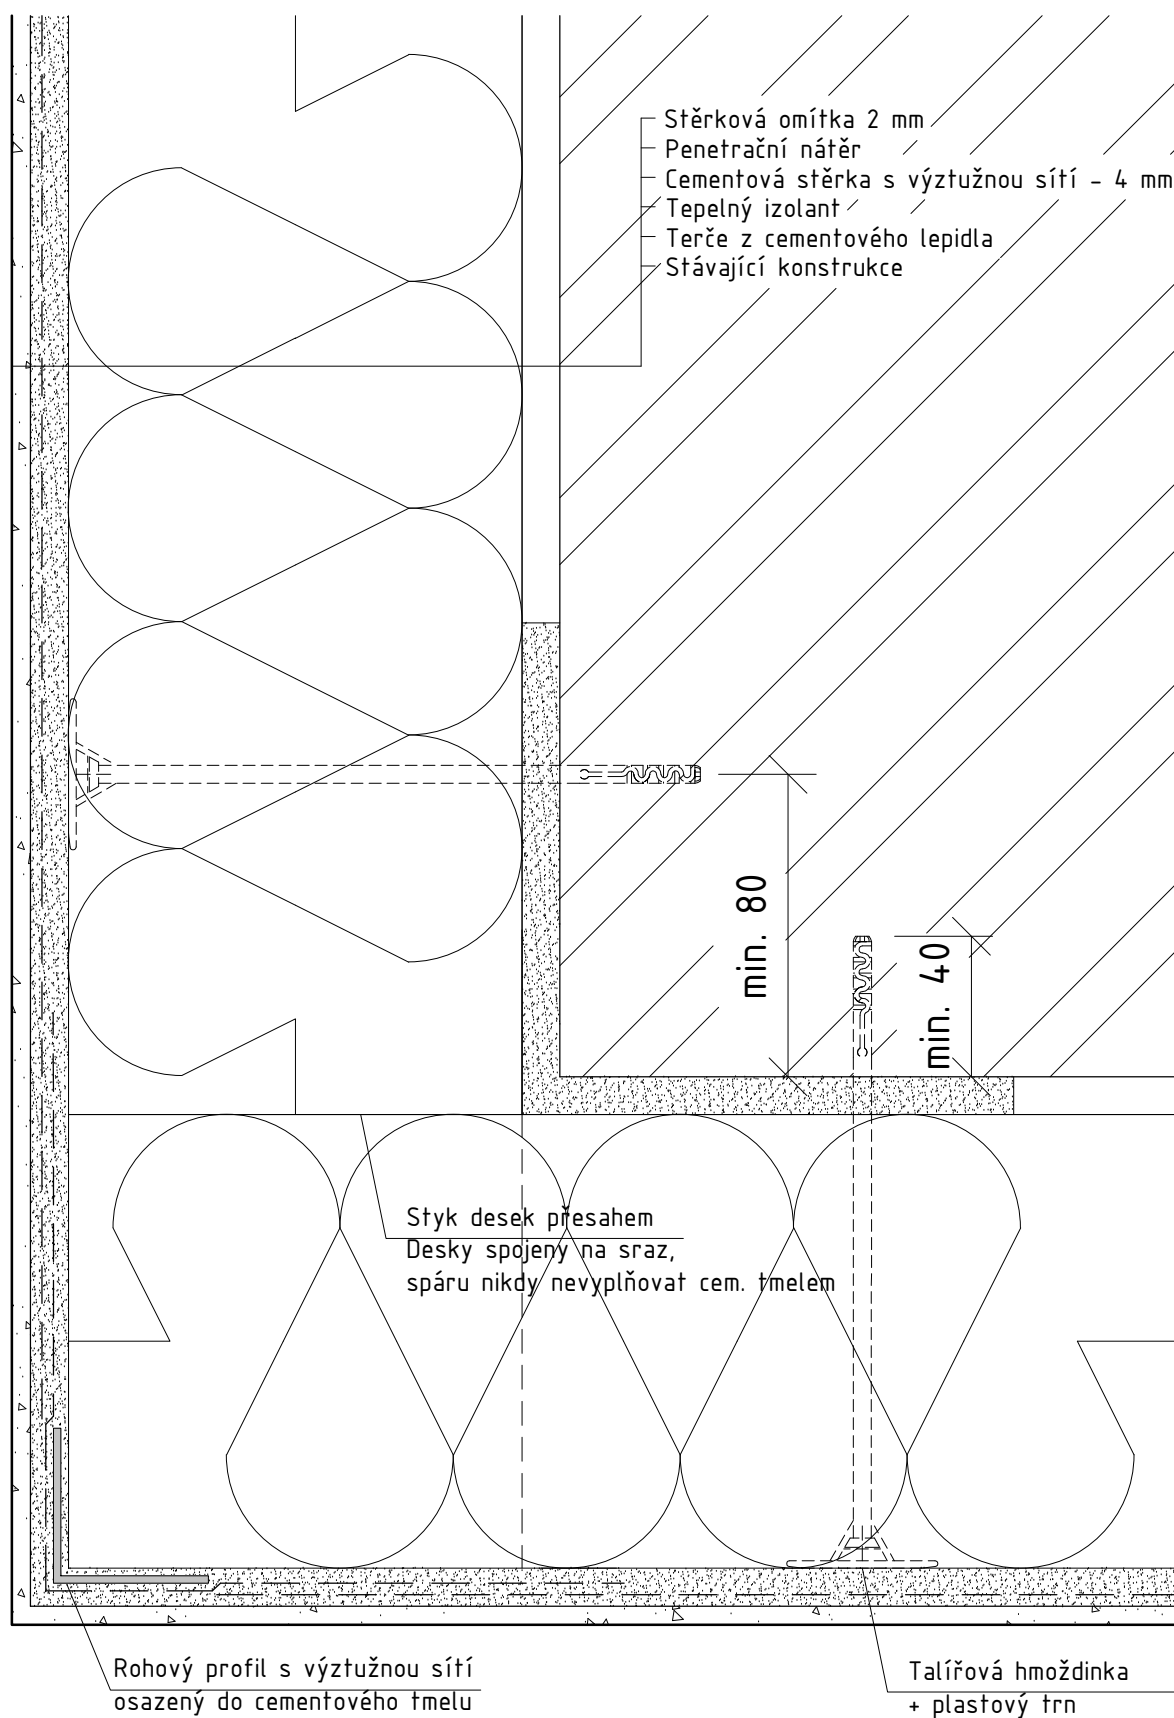 Stěrková omítka 2 mm
Penetrační nátěr
Cementová stěrka s výztužnou sítí - 4 mm
Tepelný izolant
Terče z cementového lepidla
Stávající konstrukce
min. 80
min. 40
Styk desek přesahem
Desky spojeny na sraz,
spáru nikdy nevyplňovat cem. tmelem
Rohový profil s výztužnou sítí
osazený do cementového tmelu
Talířová hmoždinka
+ plastový trn